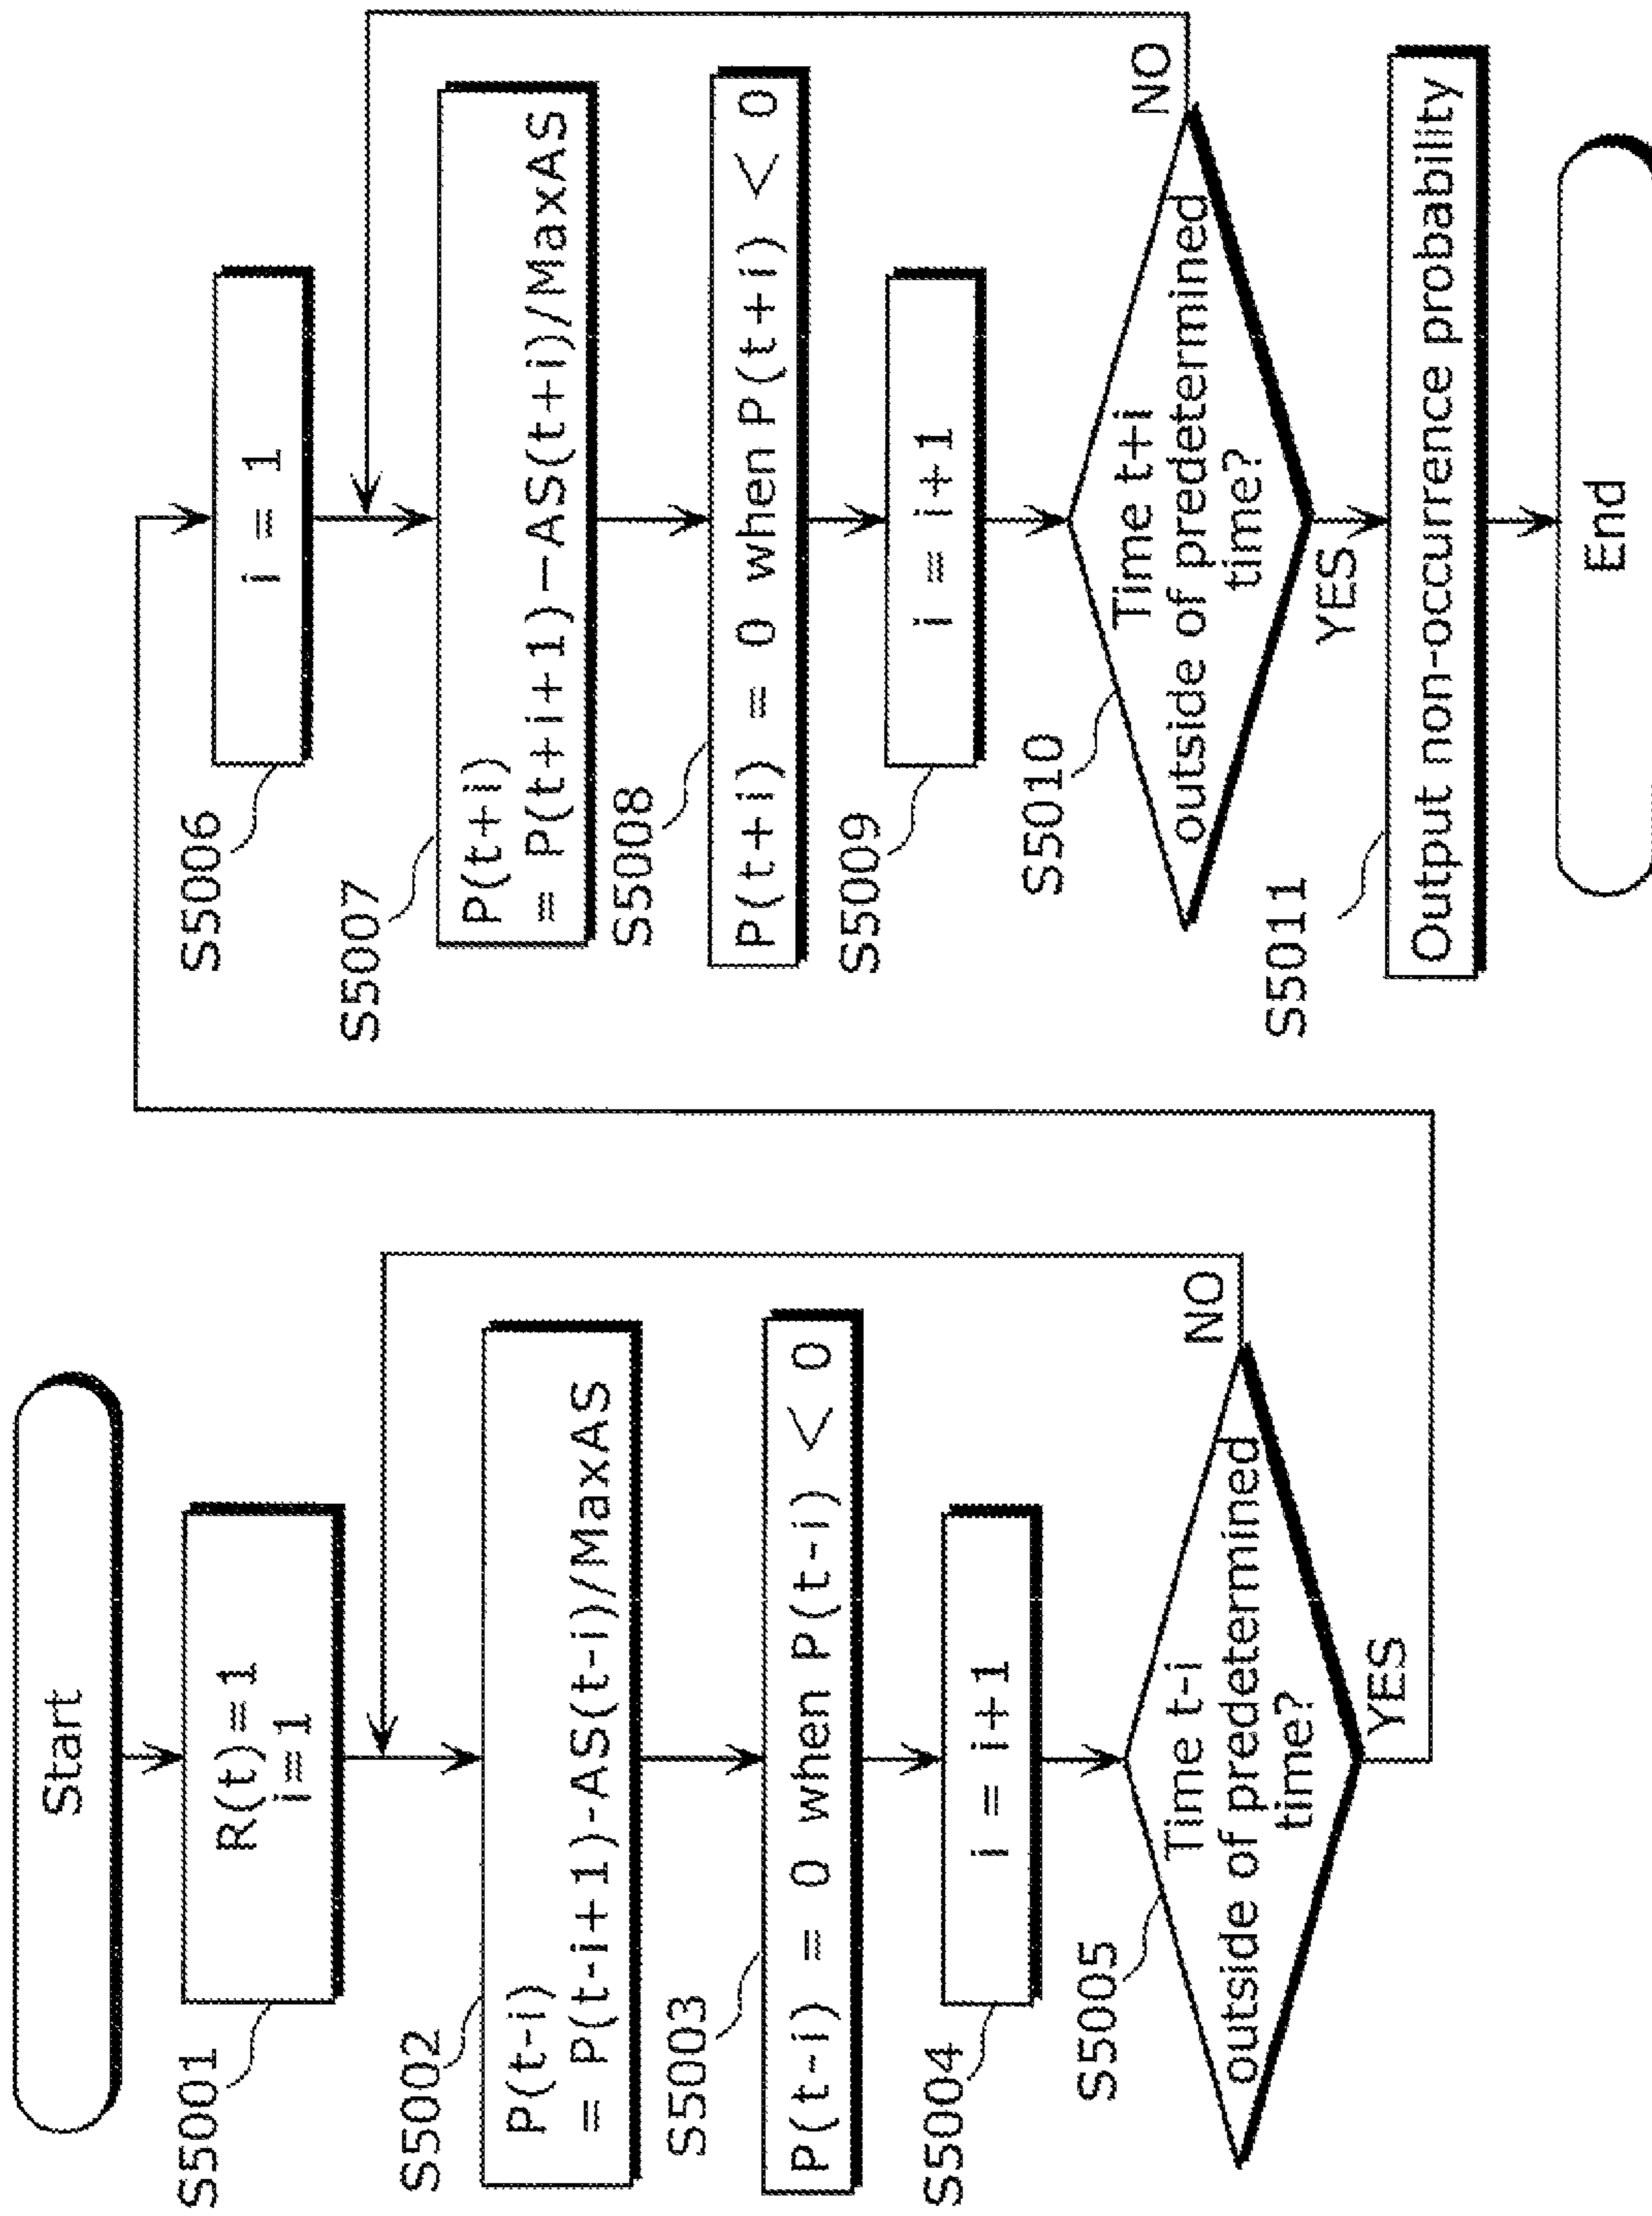 Start
S5001
R(t)=1
i=1
S5002
P(t-i)
= P(t-i+1)-AS(t-i)/MaxAS
S5003
P(t-i) = 0 when P(t-i) < 0
S5004
i = i+1
S5005
Time t-i
outside of predetermined
time?
NO
YES
S5006
i = 1
S5007
P(t+i)
= P(t+i+1)-AS(t+i)/MaxAS
S5008
P(t+i) = 0 when P(t+i) < 0
S5009
i = i+1
S5010
Time t+i
outside of predetermined
time?
NO
YES
S5011
Output non-occurrence probability
End